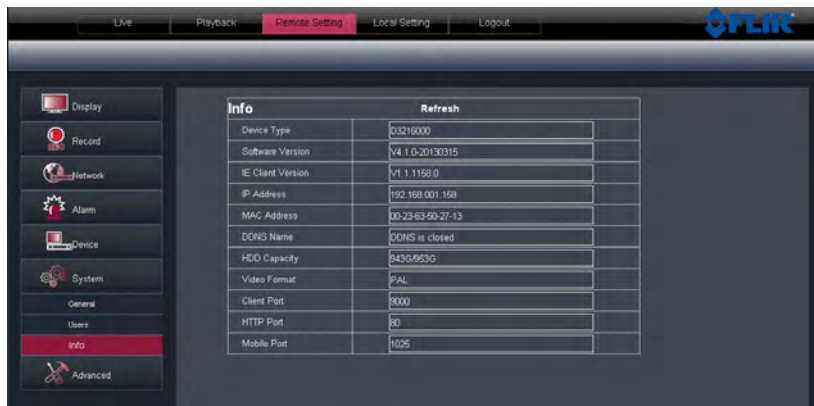 Live Playback Remote Setting Local Setting Logout
FLIR
Display
Record
Network
Alarm
Device
System
General
Users
Info
Advanced
Info Refresh
Device Type D3216000
Software Version V4.1.0-20130315
IE Client Version V1.1.1158.0
IP Address 192.168.001.158
MAC Address 00-23-63-50-27-13
DDNS Name DDNS is closed
HDD Capacity 943G/953G
Video Format PAL
Client Port 9000
HTTP Port 80
Mobile Port 1025